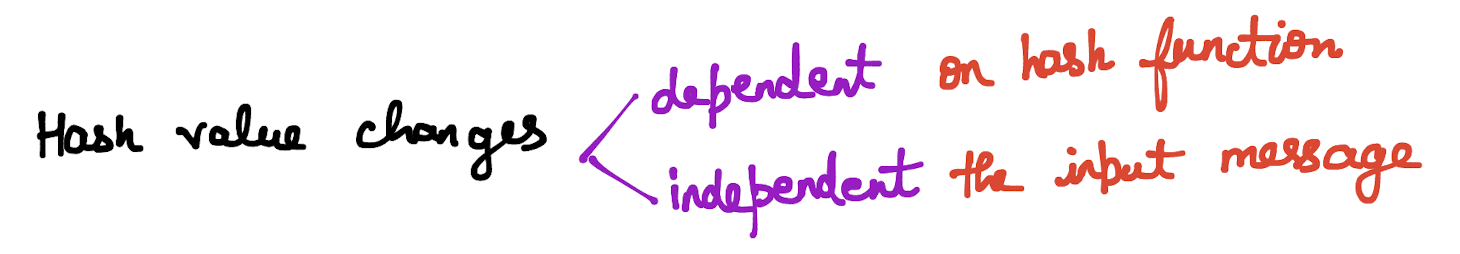 Hash value changes
dependent on hash function
independent the input message